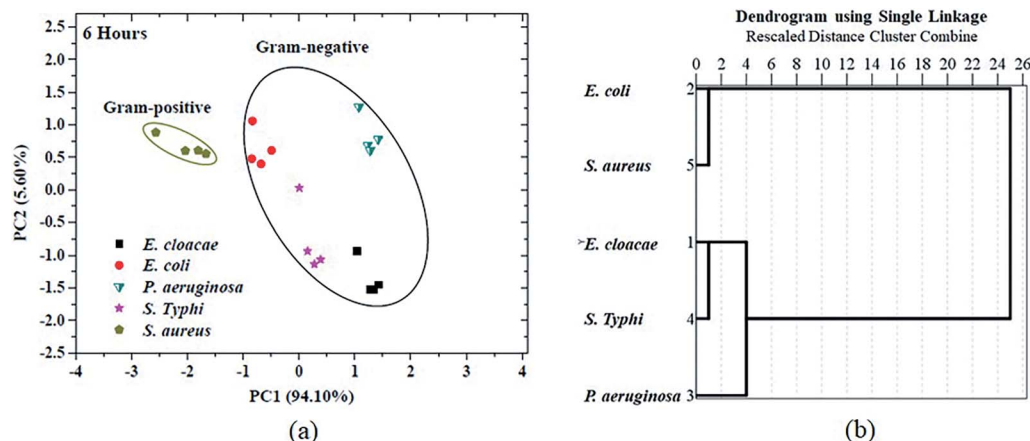 6 Hours
Gram-negative
Gram-positive
2.5
2.0
1.5
1.0
0.5
0.0
-0.5
-1.0
-1.5
-2.0
-2.5
PC2 (5.60%)
E. cloacae
E. coli
P. aeruginosa
S. Typhi
S. aureus
-4 -3 -2 -1 0 1 2 3 4
PC1 (94.10%)
(a)
Dendrogram using Single Linkage
Rescaled Distance Cluster Combine
0 2 4 6 8 10 12 14 16 18 20 22 24 26
E. coli 2
S. aureus 5
E. cloacae 1
S. Typhi 4
P. aeruginosa 3
(b)